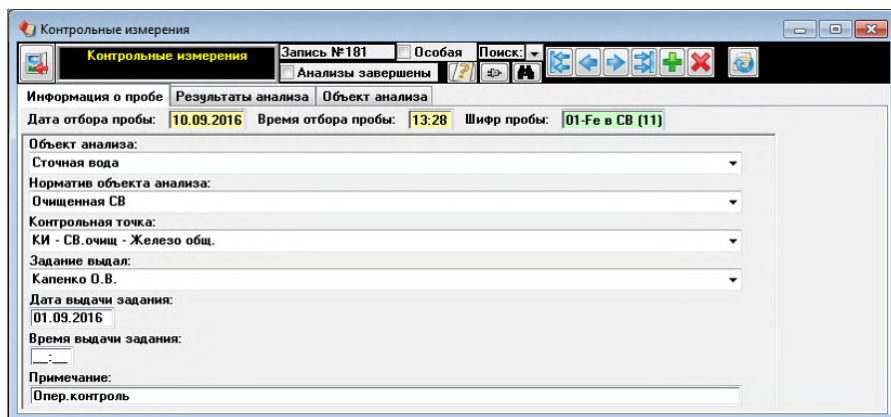 Контрольные измерения
Контрольные измерения Запись №181 Особая Поиск:
Анализы завершены
Информация о пробе Результаты анализа Объект анализа
Дата отбора пробы: 10.09.2016 Время отбора пробы: 13:28 Шифр пробы: 01-Fe в СВ (11)
Объект анализа:
Сточная вода
Норматив объекта анализа:
Очищенная СВ
Контрольная точка:
КИ - СВ.очищ - Железо общ.
Задание выдал:
Капенко О.В.
Дата выдачи задания:
01.09.2016
Время выдачи задания:
__:__
Примечание:
Опер.контроль